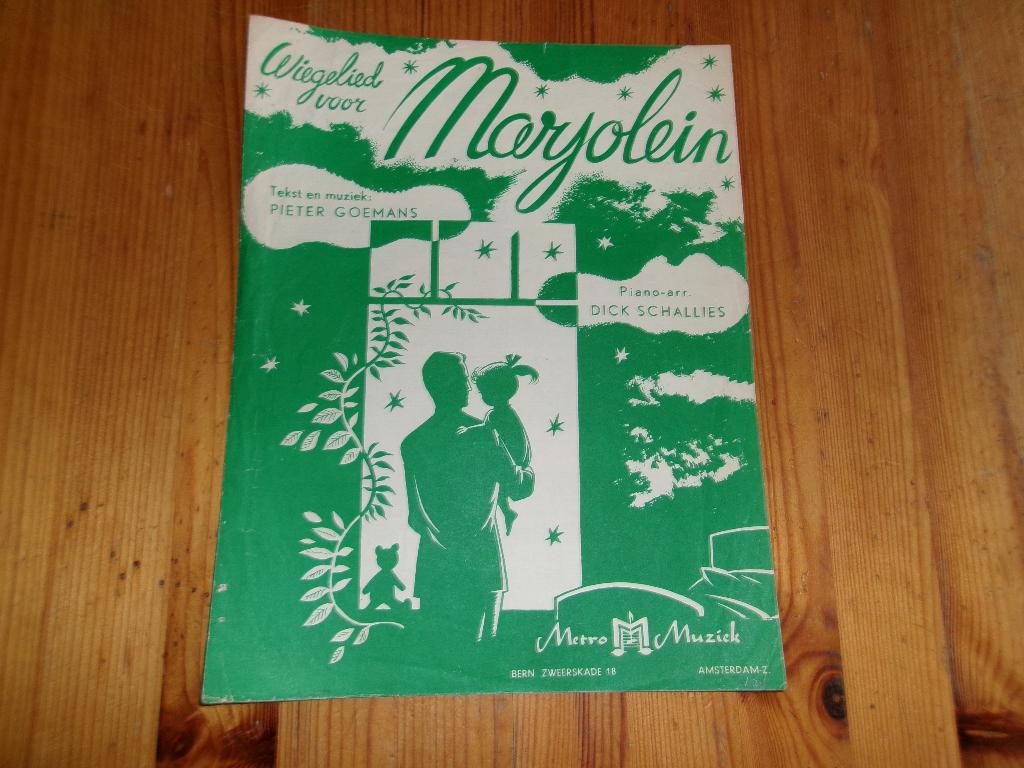 Wiegelied
voor
Marjolein
Tekst en muziek:
PIETER GOEMANS
Piano-arr.
DICK SCHALLIES
Metro M Muziek
BERN ZWEERSKADE 18 AMSTERDAM-Z.